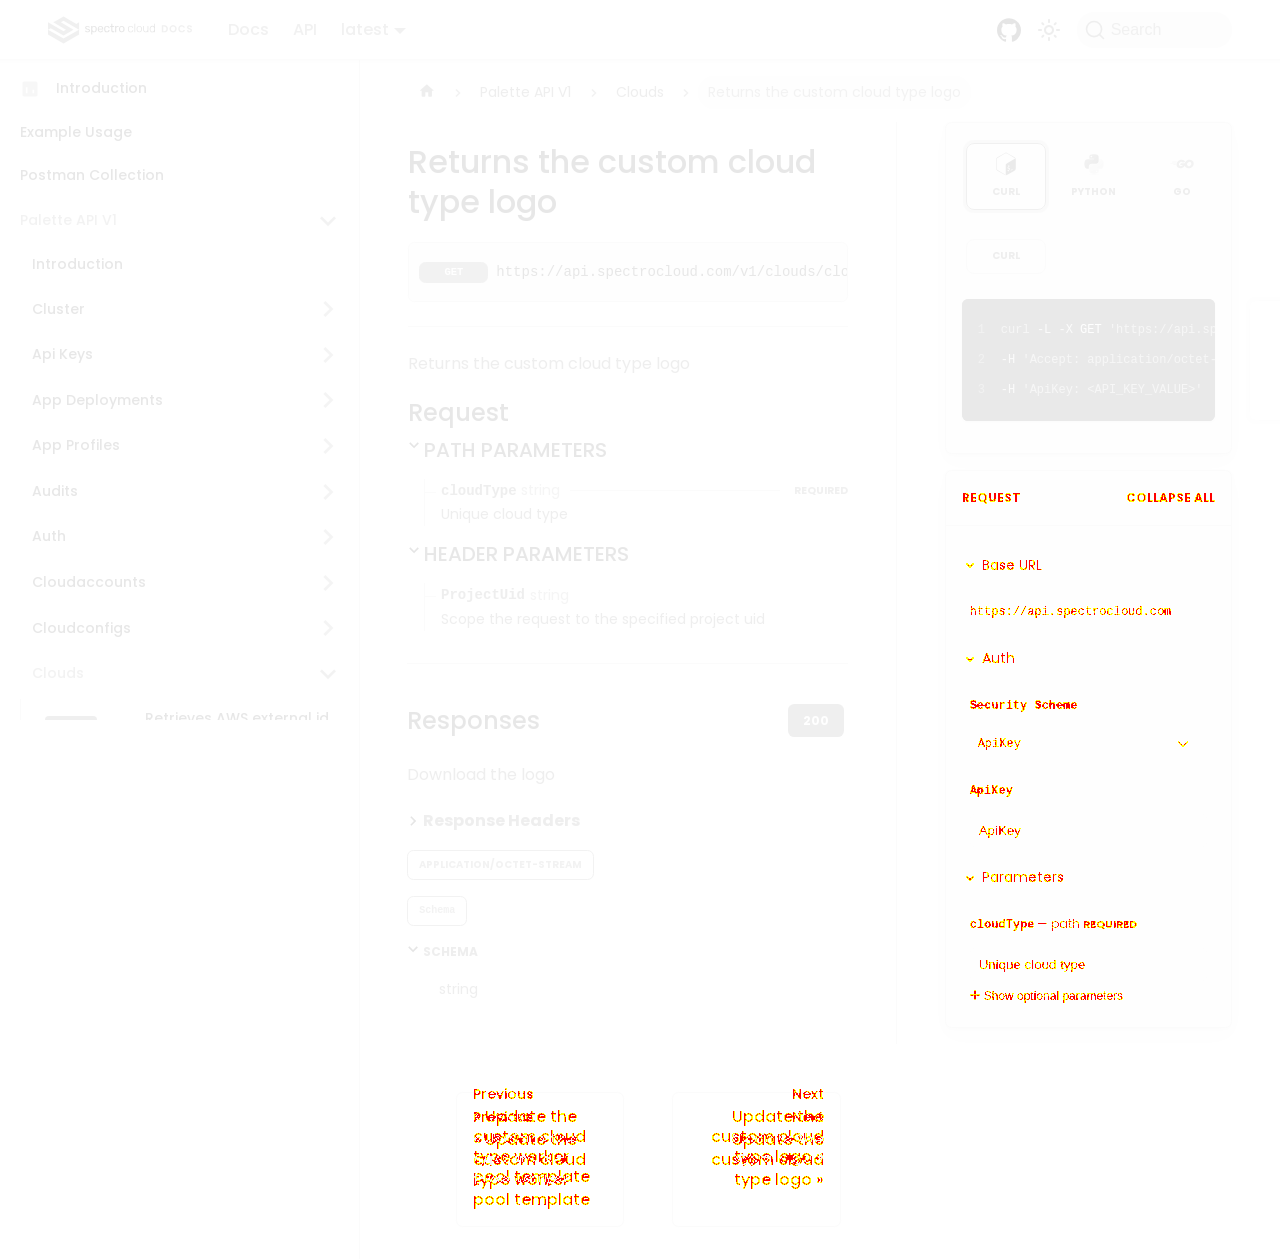 spectro cloud DOCS
Docs API latest
Search
Introduction
Example Usage
Postman Collection
Palette API V1
Introduction
Cluster
Api Keys
App Deployments
App Profiles
Audits
Auth
Cloudaccounts
Cloudconfigs
Clouds
Retrieves AWS external id
Palette API V1
Clouds
Returns the custom cloud type logo
Returns the custom cloud
type logo
GET https://api.spectrocloud.com/v1/clouds/clo
Returns the custom cloud type logo
Request
PATH PARAMETERS
cloudType string REQUIRED
Unique cloud type
HEADER PARAMETERS
ProjectUid string
Scope the request to the specified project uid
Responses 200
Download the logo
Response Headers
APPLICATION/OCTET-STREAM
Schema
SCHEMA
string
CURL PYTHON GO
CURL
1 curl -L -X GET 'https://api.sp
2 -H 'Accept: application/octet-
3 -H 'ApiKey: <API_KEY_VALUE>'
REQUEST COLLAPSE ALL
Base URL
https://api.spectrocloud.com
Auth
Security Scheme
ApiKey
ApiKey
ApiKey
Parameters
cloudType — path REQUIRED
Unique cloud type
Show optional parameters
Previous
« Update the
custom cloud
type worker
pool template
Next
Update the
custom cloud
type logo »